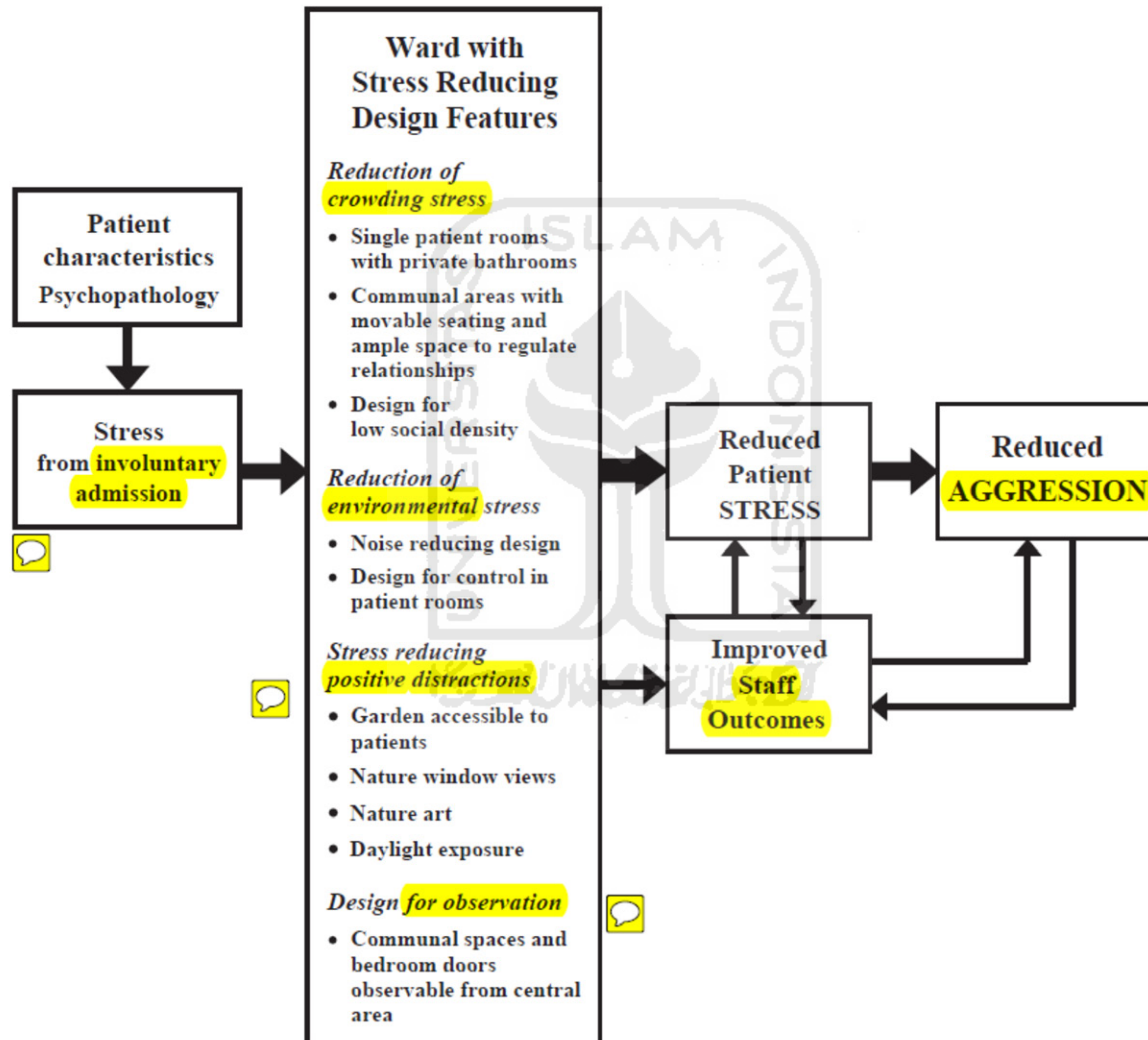 Patient
characteristics
Psychopathology
Stress
from involuntary
admission
Ward with
Stress Reducing
Design Features
Reduction of
crowding stress
• Single patient rooms
with private bathrooms
• Communal areas with
movable seating and
ample space to regulate
relationships
• Design for
low social density
Reduction of
environmental stress
• Noise reducing design
• Design for control in
patient rooms
Stress reducing
positive distractions
• Garden accessible to
patients
• Nature window views
• Nature art
• Daylight exposure
Design for observation
• Communal spaces and
bedroom doors
observable from central
area
Reduced
Patient
STRESS
Improved
Staff
Outcomes
Reduced
AGGRESSION
ISLAM
UNIVERSITAS
INDONESIA